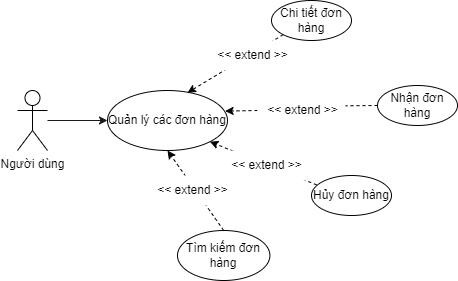 Chi tiết đơn
hàng
<< extend >>
Nhận đơn
hàng
<< extend >>
Quản lý các đơn hàng
Người dùng
<< extend >>
<< extend >>
Hủy đơn hàng
Tìm kiếm đơn
hàng